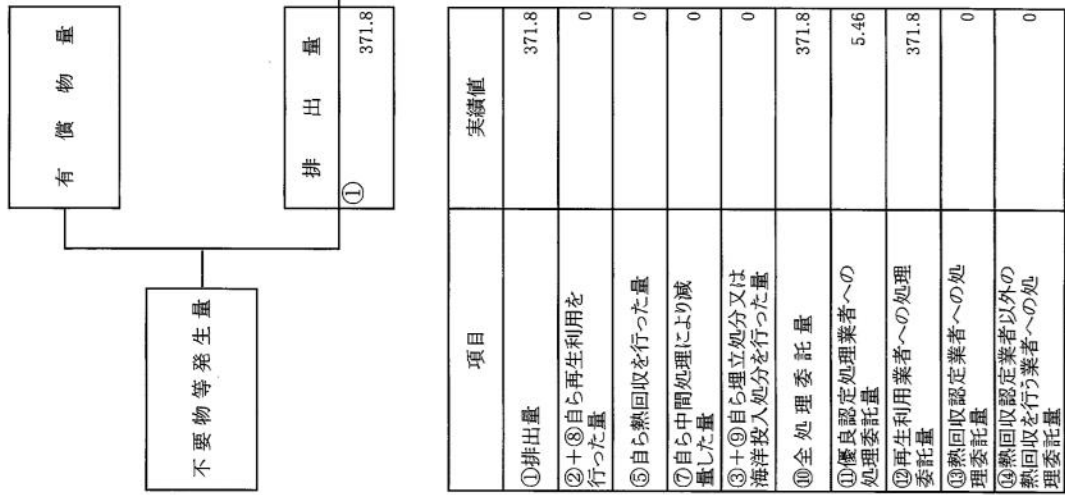 不要物等発生量
有償物量
排出量
①
371.8
項目
実績値
①排出量
371.8
②+⑧自ら再生利用を
行った量
0
⑤自ら熱回収を行った量
0
⑦自ら中間処理により減
量した量
0
③+⑨自ら埋立処分又は
海洋投入処分を行った量
0
⑩全処理委託量
371.8
⑪優良認定処理業者への
処理委託量
5.46
⑫再生利用業者への処理
委託量
371.8
⑬熱回収認定業者への処
理委託量
0
⑭熱回収認定業者以外の
熱回収を行う業者への処
理委託量
0